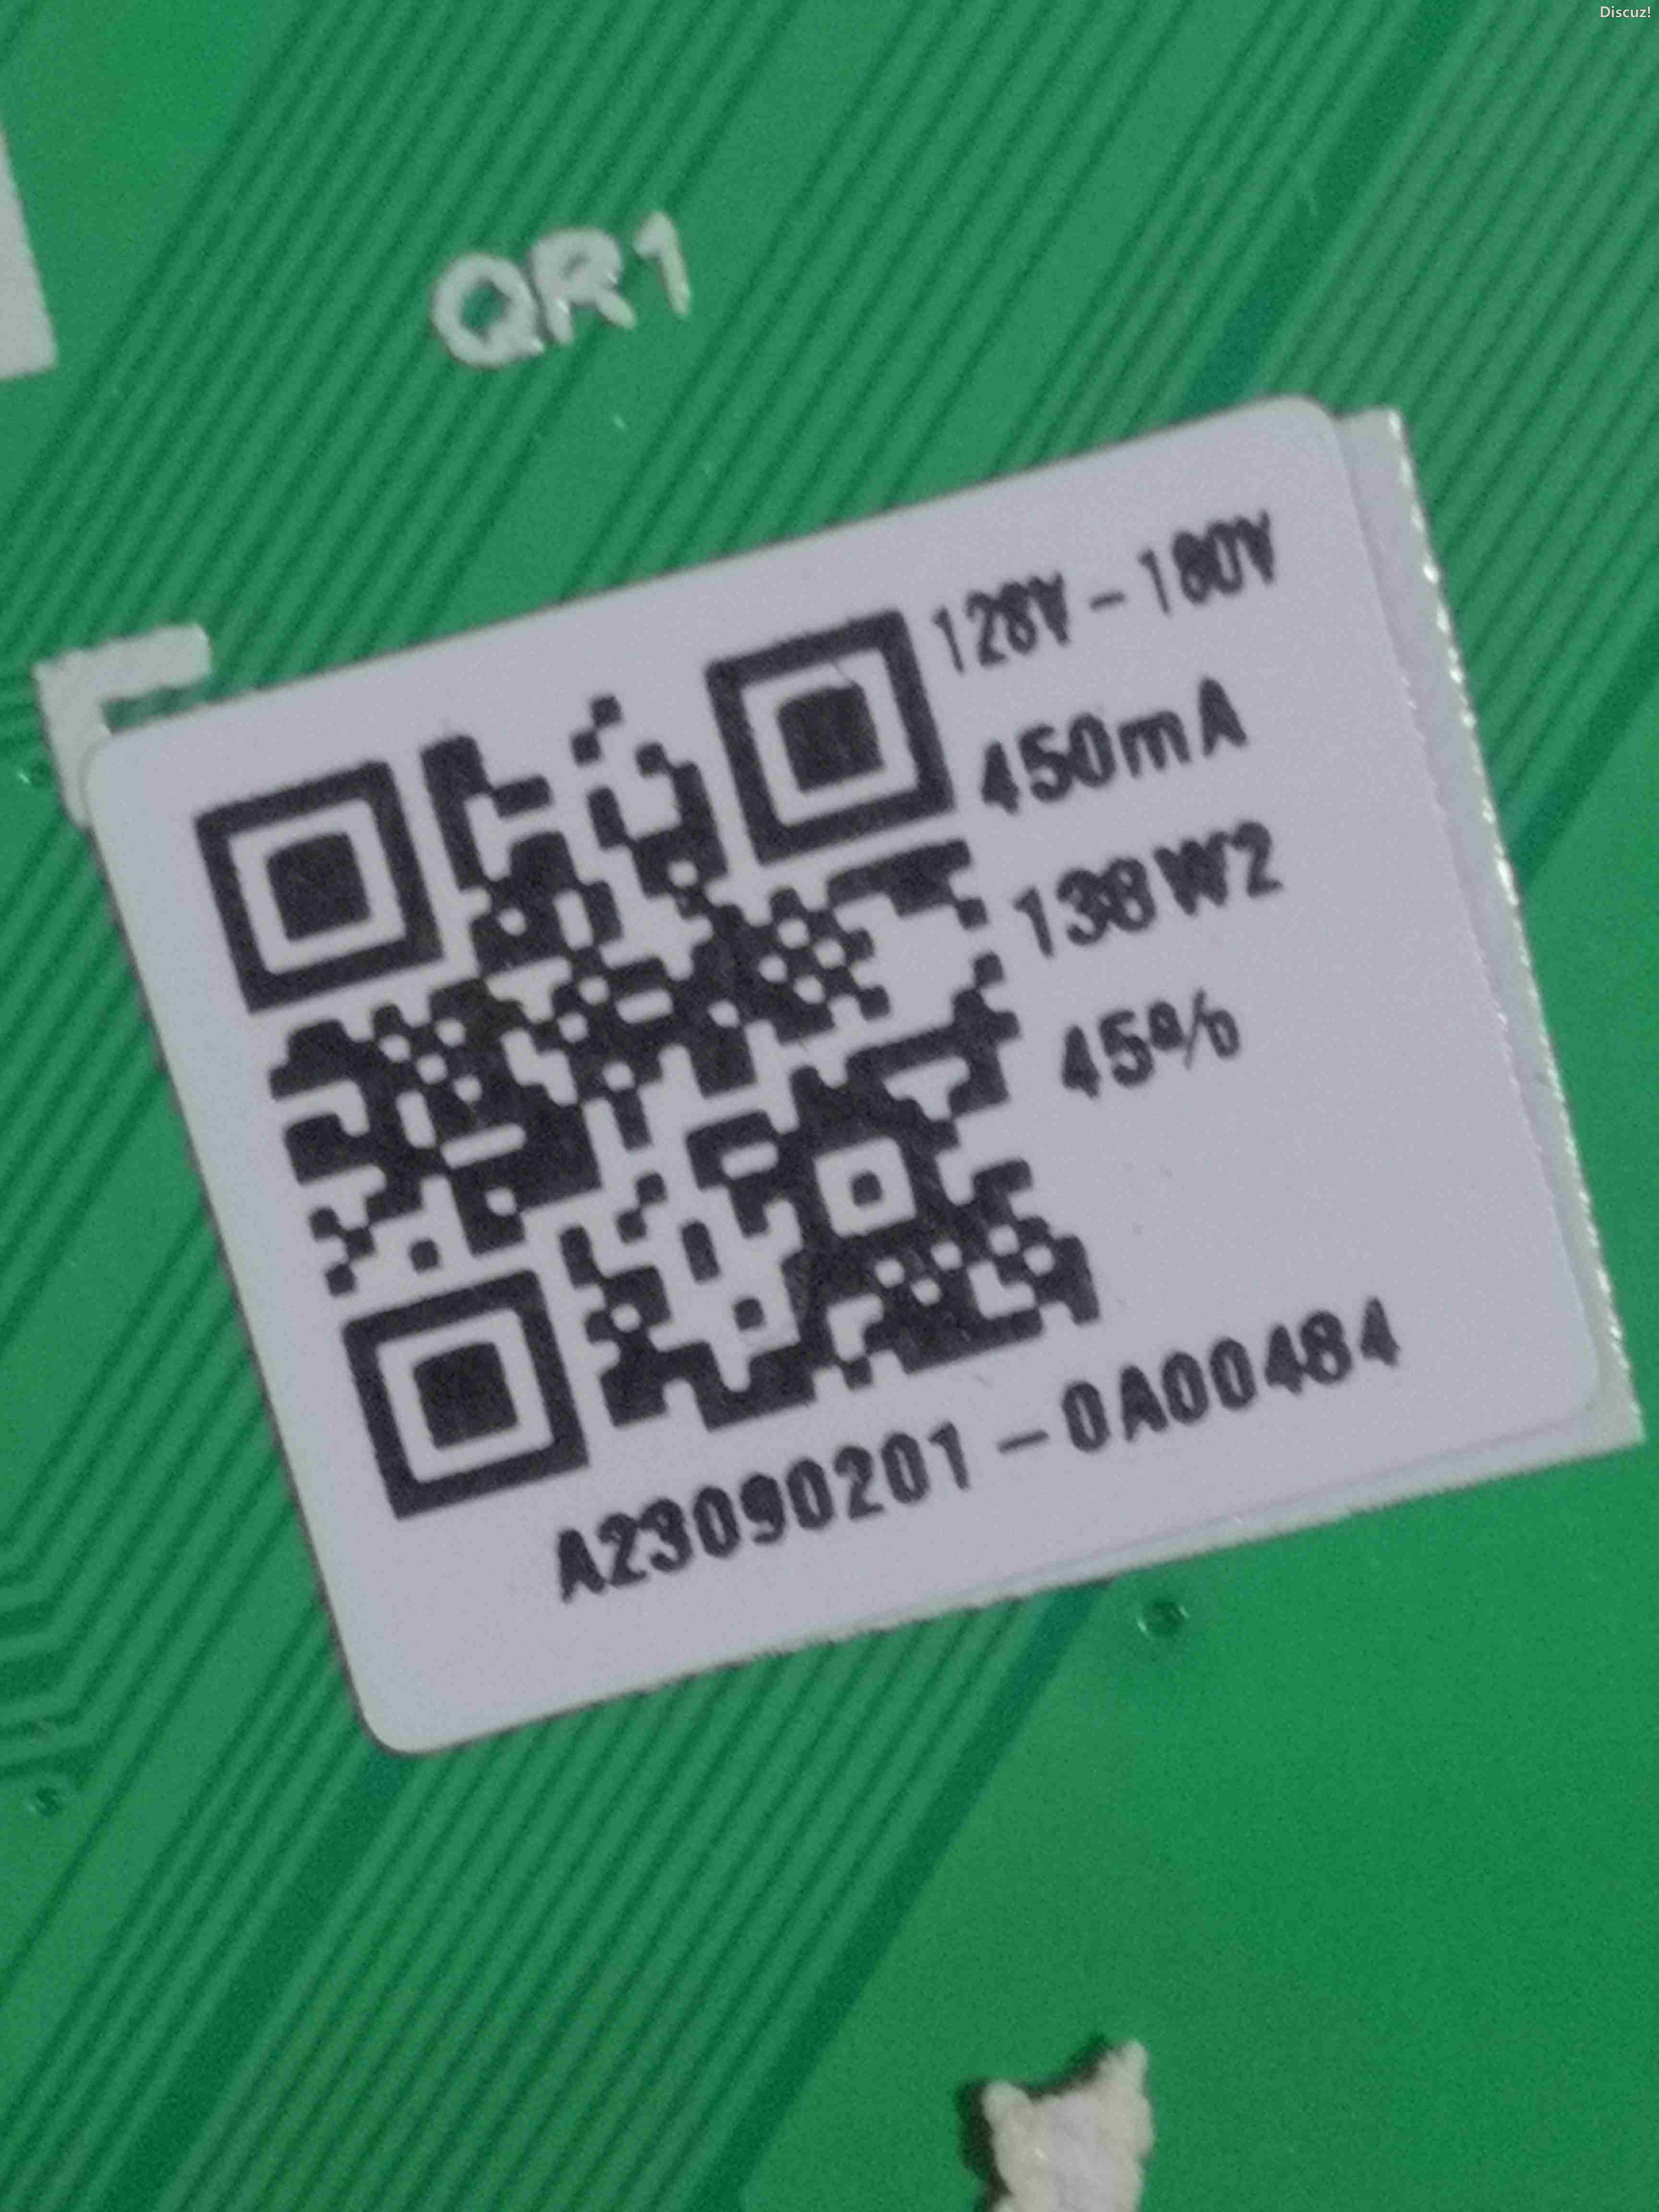 Discuz!
QR1
128V-180V
450mA
138W2
45%
A23090201-0A00484